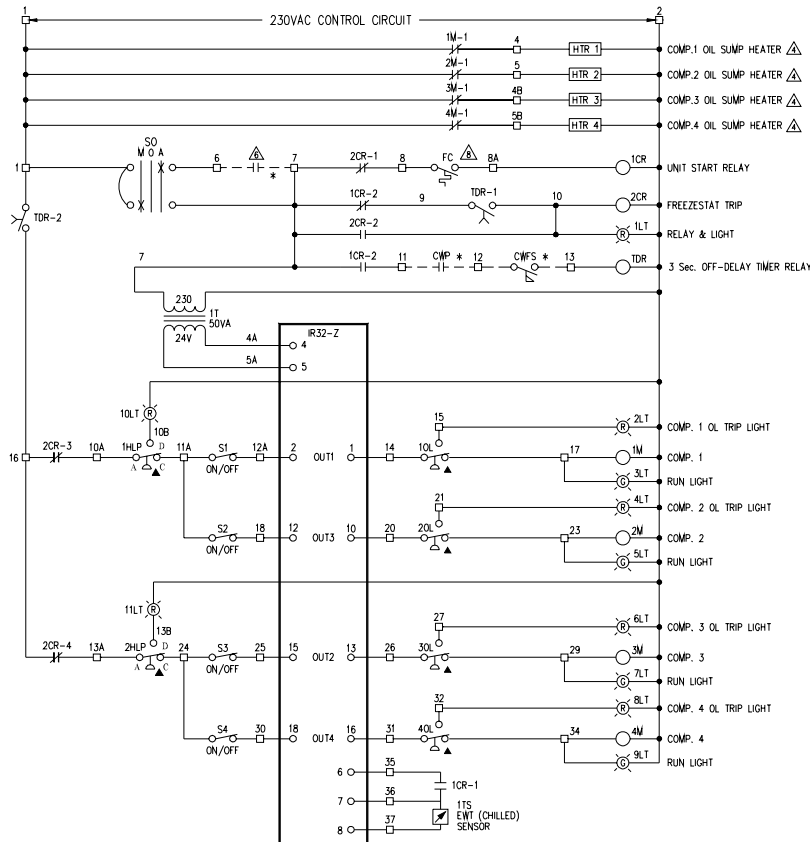 1 230VAC CONTROL CIRCUIT 2
1M-1 4 HTR 1 COMP.1 OIL SUMP HEATER 4
2M-1 5 HTR 2 COMP.2 OIL SUMP HEATER 4
3M-1 4B HTR 3 COMP.3 OIL SUMP HEATER 4
4M-1 5B HTR 4 COMP.4 OIL SUMP HEATER 4
SO
M O A
1 X 6 6 * 7 2CR-1 8 FC 8 8A 1CR UNIT START RELAY
X 1CR-2 9 TDR-1 10 2CR FREEZESTAT TRIP
TDR-2
2CR-2 R 1LT RELAY & LIGHT
7 1CR-2 11 CWP * 12 CWFS * 13 TDR 3 Sec. OFF-DELAY TIMER RELAY
230
1T
50VA
24V
IR32-Z
4A 4
5A 5
10LT R
10B
15 R 2LT COMP. 1 OL TRIP LIGHT
16 2CR-3 10A 1HLP D A C 11A S1 12A 2 OUT1 1 14 1OL 17 1M COMP. 1
ON/OFF
G 3LT RUN LIGHT
21 R 4LT COMP. 2 OL TRIP LIGHT
S2 18 12 OUT3 10 20 2OL 23 2M COMP. 2
ON/OFF
G 5LT RUN LIGHT
11LT R
13B
27 R 6LT COMP. 3 OL TRIP LIGHT
2CR-4 13A 2HLP D A C 24 S3 25 15 OUT2 13 26 3OL 29 3M COMP. 3
ON/OFF
G 7LT RUN LIGHT
32 R 8LT COMP. 4 OL TRIP LIGHT
S4 30 18 OUT4 16 31 4OL 34 4M COMP. 4
ON/OFF
G 9LT RUN LIGHT
6 35
1CR-1
7 36
1TS
EWT (CHILLED)
SENSOR
8 37